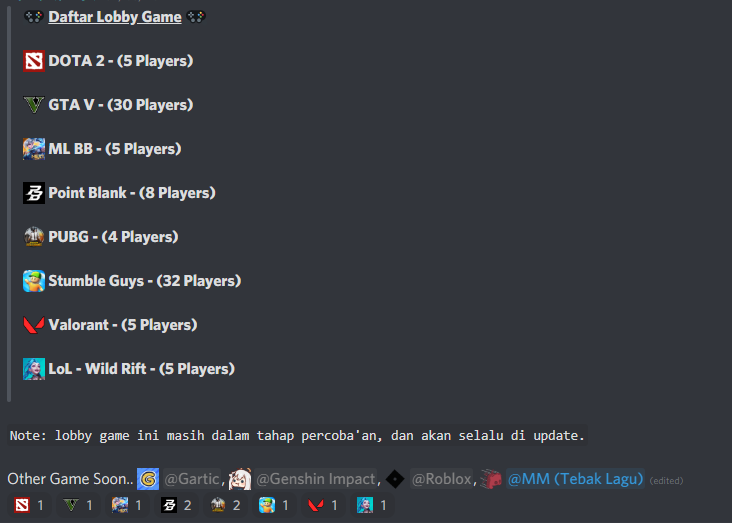 Daftar Lobby Game
DOTA 2 - (5 Players)
GTA V - (30 Players)
ML BB - (5 Players)
Point Blank - (8 Players)
PUBG - (4 Players)
Stumble Guys - (32 Players)
Valorant - (5 Players)
LoL - Wild Rift - (5 Players)
Note: lobby game ini masih dalam tahap percoba'an, dan akan selalu di update.
Other Game Soon.. @Gartic, @Genshin Impact, @Roblox, @MM (Tebak Lagu) (edited)
1 1 1 2 2 1 1 1